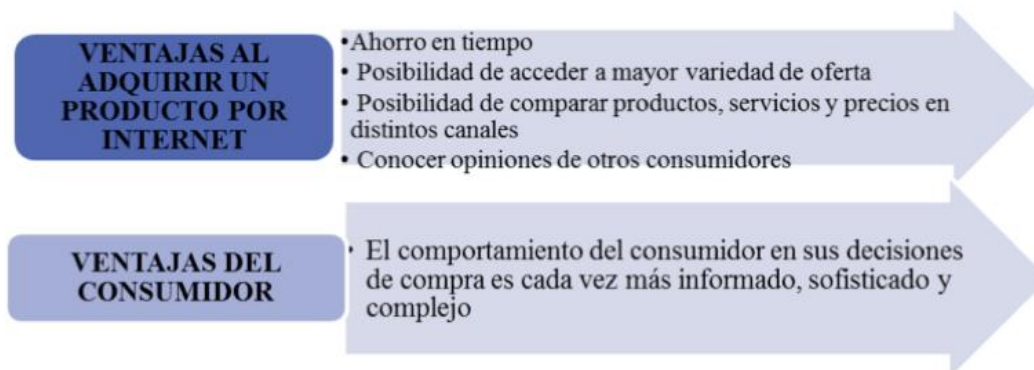 VENTAJAS AL
ADQUIRIR UN
PRODUCTO POR
INTERNET
•Ahorro en tiempo
• Posibilidad de acceder a mayor variedad de oferta
• Posibilidad de comparar productos, servicios y precios en
distintos canales
• Conocer opiniones de otros consumidores
VENTAJAS DEL
CONSUMIDOR
• El comportamiento del consumidor en sus decisiones
de compra es cada vez más informado, sofisticado y
complejo